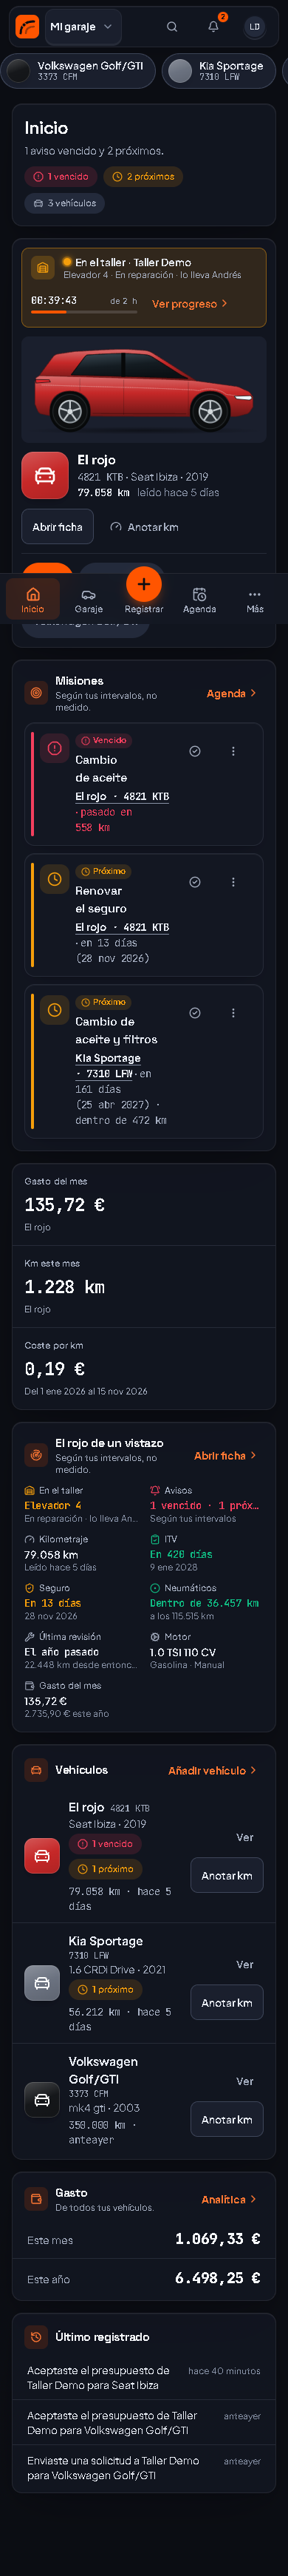 Mi garaje
2
LD
Volkswagen Golf/GTI
3373 CFM
Kia Sportage
7310 LFW
Inicio
1 aviso vencido y 2 próximos.
1 vencido
2 próximos
3 vehículos
En el taller · Taller Demo
Elevador 4 · En reparación · lo lleva Andrés
00:39:43
de 2 h
Ver progreso
El rojo
4821 KTB · Seat Ibiza · 2019
79.058 km leído hace 5 días
Abrir ficha
Anotar km
Inicio
Garaje
Registrar
Agenda
Más
Misiones
Según tus intervalos, no
medido.
Agenda
Vencido
Cambio
de aceite
El rojo · 4821 KTB
· pasado en
558 km
Próximo
Renovar
el seguro
El rojo · 4821 KTB
· en 13 días
(28 nov 2026)
Próximo
Cambio de
aceite y filtros
Kia Sportage
· 7310 LFW · en
161 días
(25 abr 2027) ·
dentro de 472 km
Gasto del mes
135,72 €
El rojo
Km este mes
1.228 km
El rojo
Coste por km
0,19 €
Del 1 ene 2026 al 15 nov 2026
El rojo de un vistazo
Según tus intervalos, no
medido.
Abrir ficha
En el taller
Elevador 4
En reparación · lo lleva An…
Avisos
1 vencido · 1 próx…
Según tus intervalos
Kilometraje
79.058 km
Leído hace 5 días
ITV
En 420 días
9 ene 2028
Seguro
En 13 días
28 nov 2026
Neumáticos
Dentro de 36.457 km
a los 115.515 km
Última revisión
El año pasado
22.448 km desde entonc…
Motor
1.0 TSI 110 CV
Gasolina · Manual
Gasto del mes
135,72 €
2.735,90 € este año
Vehículos
Añadir vehículo
El rojo 4821 KTB
Seat Ibiza · 2019
1 vencido
1 próximo
79.058 km · hace 5
días
Ver
Anotar km
Kia Sportage
7310 LFW
1.6 CRDi Drive · 2021
1 próximo
56.212 km · hace 5
días
Ver
Anotar km
Volkswagen
Golf/GTI
3373 CFM
mk4 gti · 2003
350.000 km ·
anteayer
Ver
Anotar km
Gasto
De todos tus vehículos.
Analítica
Este mes
1.069,33 €
Este año
6.498,25 €
Último registrado
Aceptaste el presupuesto de
Taller Demo para Seat Ibiza
hace 40 minutos
Aceptaste el presupuesto de Taller
Demo para Volkswagen Golf/GTI
anteayer
Enviaste una solicitud a Taller Demo
para Volkswagen Golf/GTI
anteayer